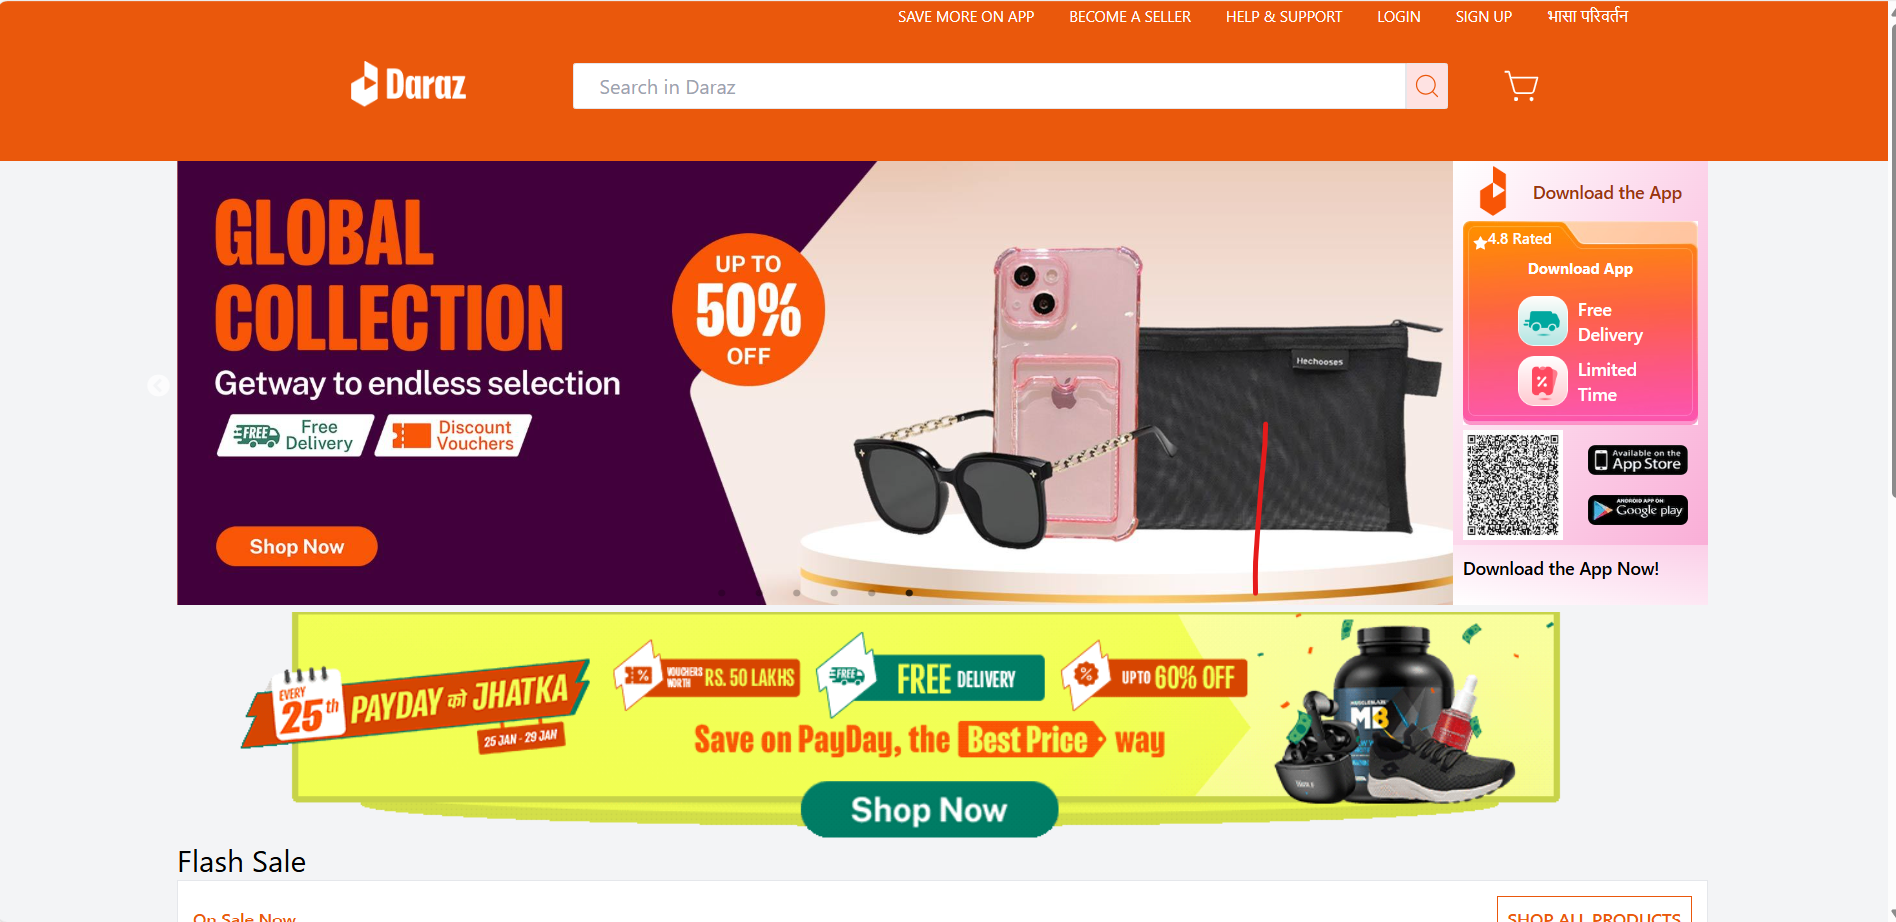 SAVE MORE ON APP BECOME A SELLER HELP & SUPPORT LOGIN SIGN UP भाषा परिवर्तन
Daraz
Search in Daraz
GLOBAL
COLLECTION
Getway to endless selection
FREE Free
Delivery
Discount
Vouchers
Shop Now
UP TO
50%
OFF
Hechooses
Download the App
4.8 Rated
Download App
Free
Delivery
Limited
Time
Available on the
App Store
ANDROID APP ON
Google play
Download the App Now!
EVERY
25th
PAYDAY को JHATKA
25 JAN - 29 JAN
VOUCHERS
WORTH
RS. 50 LAKHS
FREE
FREE DELIVERY
UPTO 60% OFF
Save on PayDay, the Best Price way
MUSCLEBLAZE
MB
Shop Now
Flash Sale
On Sale Now
SHOP ALL PRODUCTS